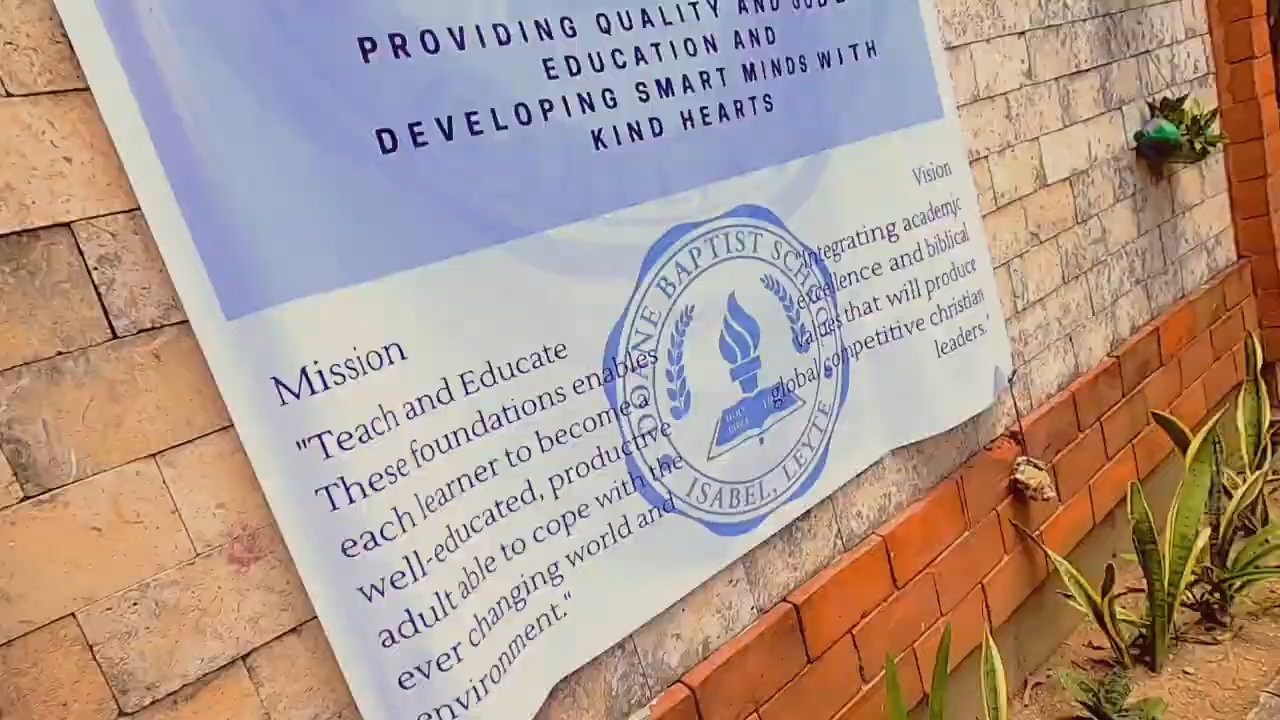 PROVIDING QUALITY AND
EDUCATION AND
DEVELOPING SMART MINDS WITH
KIND HEARTS
Mission
"Teach and Educate
These foundations enables
each learner to become a
well-educated, productive
adult able to cope with the
ever changing world and
environment."
BAPTIST
ISABEL, LEYTE
HOLY
BIBLE
Vision
"Integrating academic
excellence and biblical
values that will produce
global competitive christian
leaders."